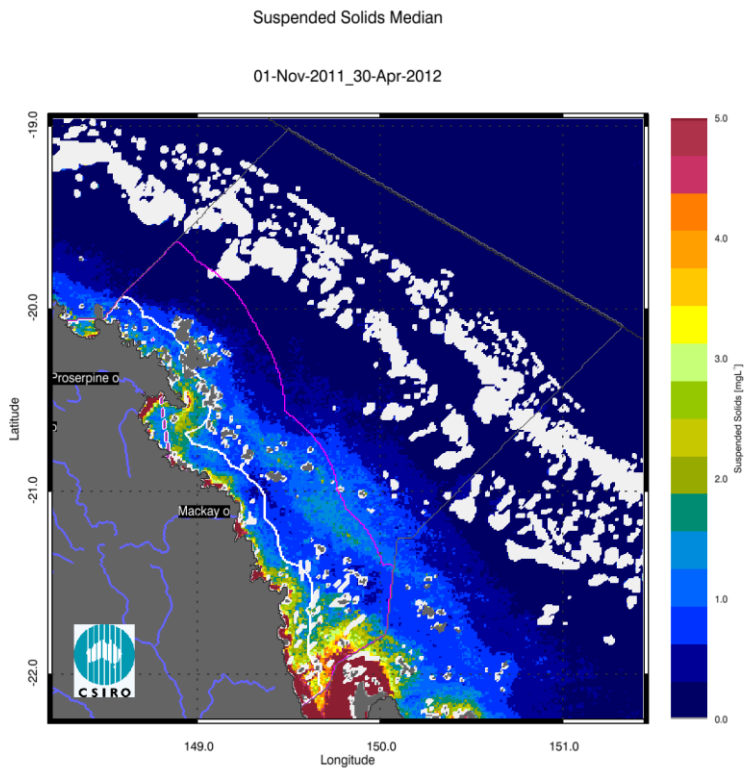 Suspended Solids Median
01-Nov-2011_30-Apr-2012
-19.0
-20.0
-21.0
-22.0
Latitude
Proserpine o
Mackay o
CSIRO
149.0
150.0
151.0
Longitude
5.0
4.0
3.0
2.0
1.0
0.0
Suspended Solids [mgL⁻]